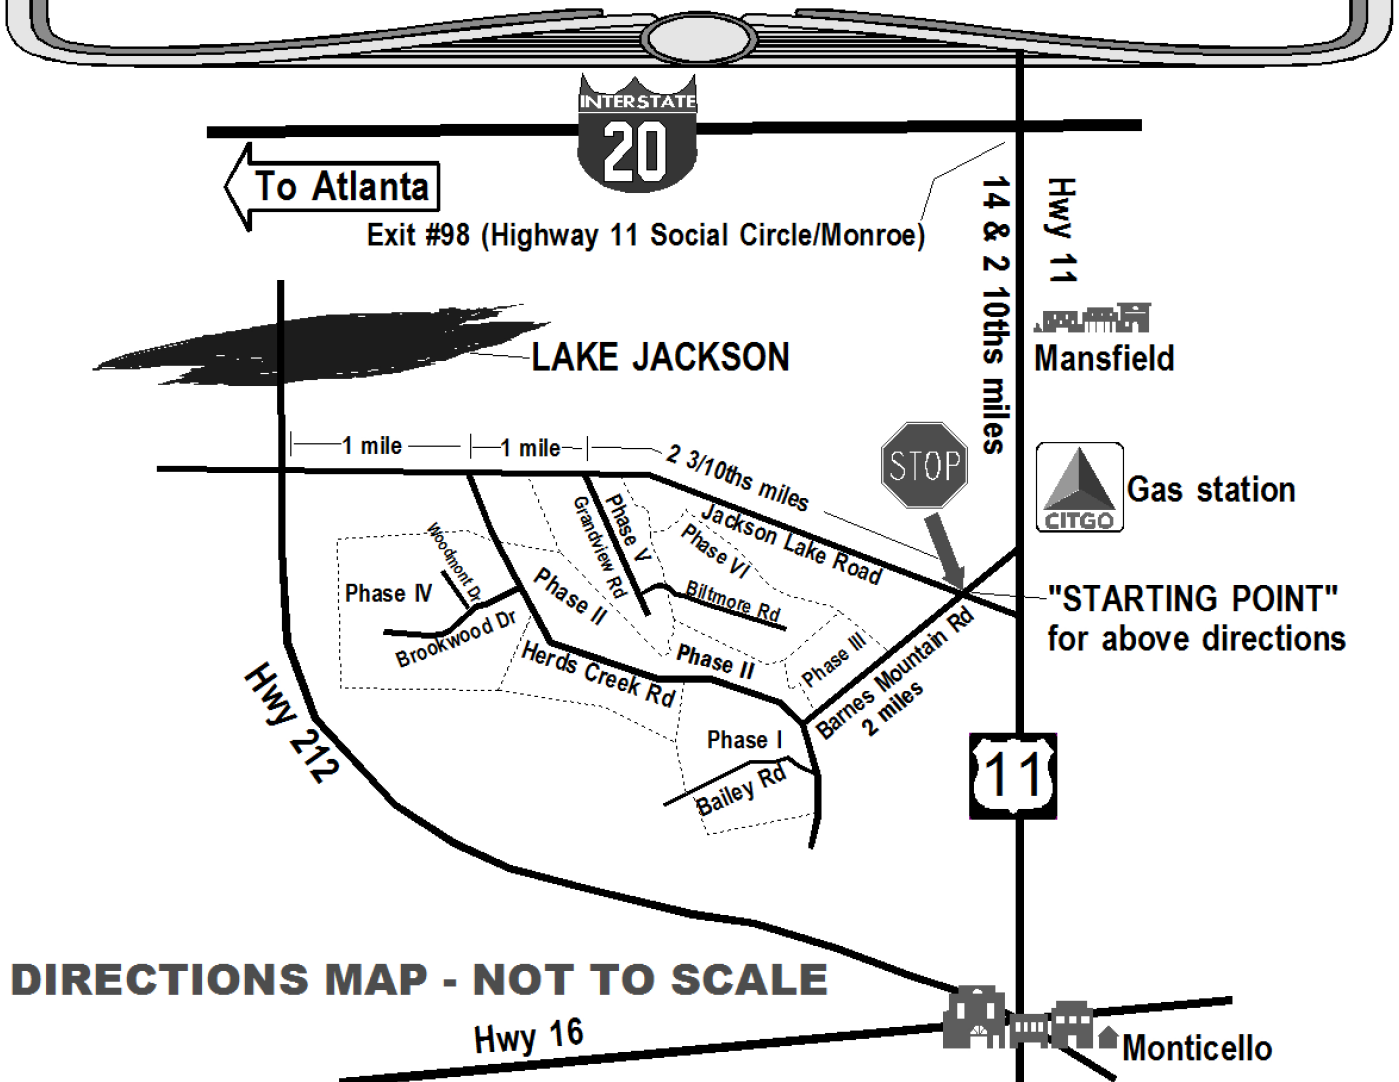 INTERSTATE
20
To Atlanta
Exit #98 (Highway 11 Social Circle/Monroe)
14 & 2 10ths miles
Hwy 11
Mansfield
LAKE JACKSON
1 mile
1 mile
2 3/10ths miles
STOP
CITGO
Gas station
Jackson Lake Road
Woodmont Dr
Grandview Rd
Phase V
Phase VI
Phase IV
Phase II
Biltmore Rd
"STARTING POINT"
for above directions
Brookwood Dr
Herds Creek Rd
Phase II
Phase III
Barnes Mountain Rd
2 miles
Hwy 212
Phase I
Bailey Rd
11
DIRECTIONS MAP - NOT TO SCALE
Hwy 16
Monticello